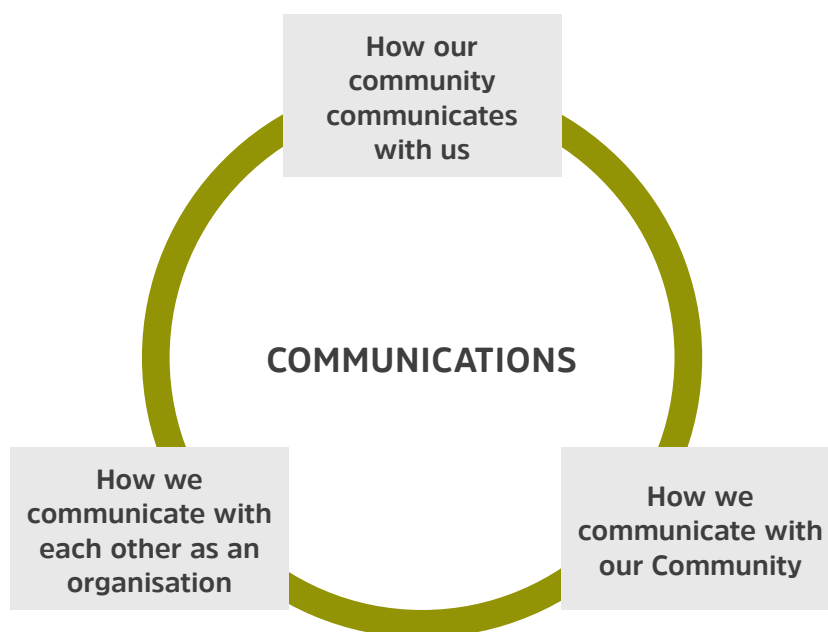 How our
community
communicates
with us
COMMUNICATIONS
How we
communicate with
each other as an
organisation
How we
communicate with
our Community